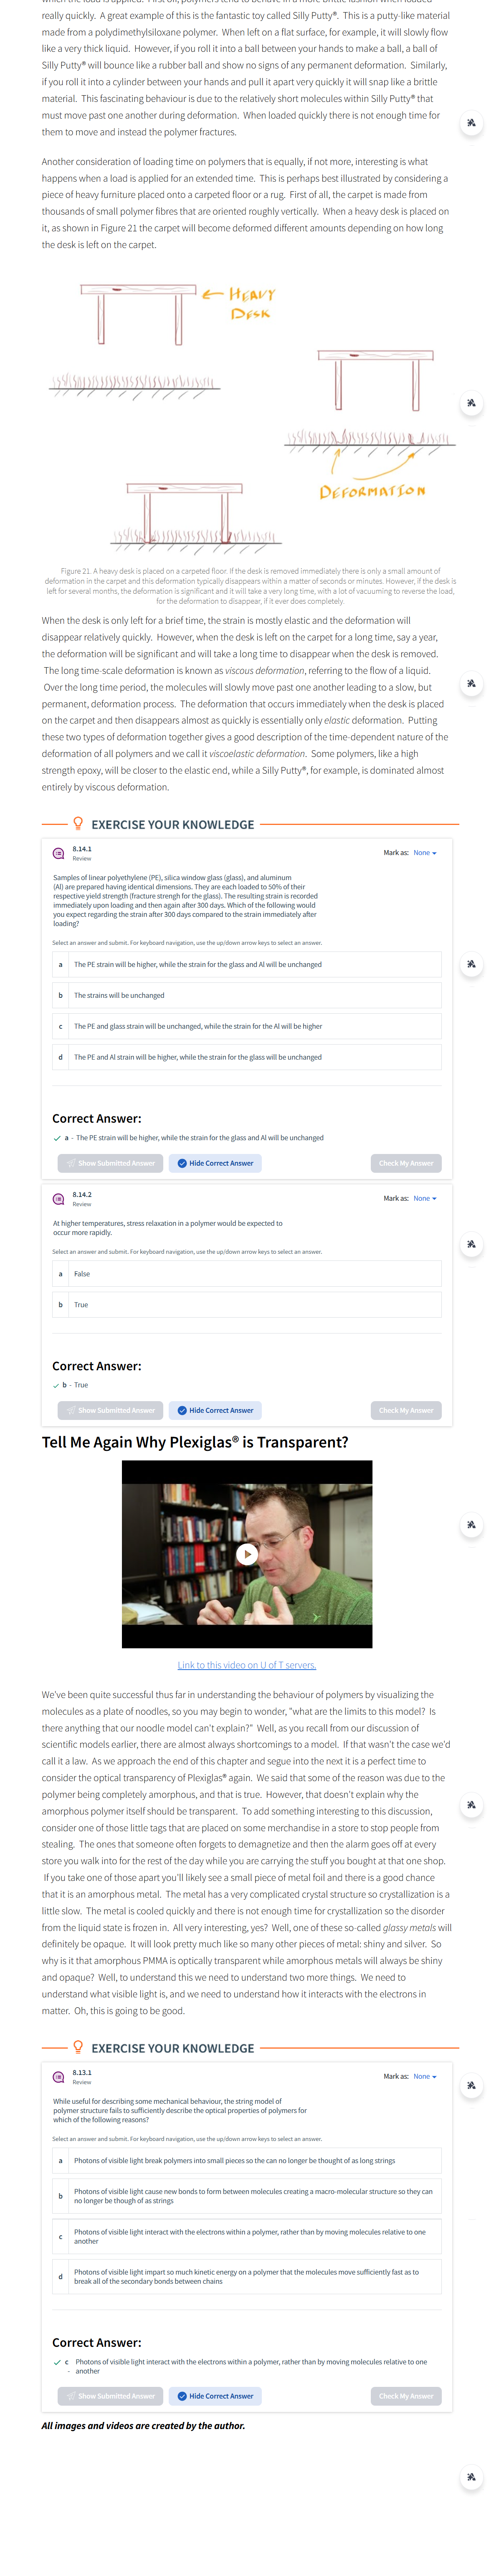 which the load is applied. First off, polymers tend to behave in a more brittle fashion when loaded
really quickly. A great example of this is the fantastic toy called Silly Putty®. This is a putty-like material
made from a polydimethylsiloxane polymer. When left on a flat surface, for example, it will slowly flow
like a very thick liquid. However, if you roll it into a ball between your hands to make a ball, a ball of
Silly Putty® will bounce like a rubber ball and show no signs of any permanent deformation. Similarly,
if you roll it into a cylinder between your hands and pull it apart very quickly it will snap like a brittle
material. This fascinating behaviour is due to the relatively short molecules within Silly Putty® that
must move past one another during deformation. When loaded quickly there is not enough time for
them to move and instead the polymer fractures.
Another consideration of loading time on polymers that is equally, if not more, interesting is what
happens when a load is applied for an extended time. This is perhaps best illustrated by considering a
piece of heavy furniture placed onto a carpeted floor or a rug. First of all, the carpet is made from
thousands of small polymer fibres that are oriented roughly vertically. When a heavy desk is placed on
it, as shown in Figure 21 the carpet will become deformed different amounts depending on how long
the desk is left on the carpet.
HEAVY
DESK
DEFORMATION
Figure 21. A heavy desk is placed on a carpeted floor. If the desk is removed immediately there is only a small amount of
deformation in the carpet and this deformation typically disappears within a matter of seconds or minutes. However, if the desk is
left for several months, the deformation is significant and it will take a very long time, with a lot of vacuuming to reverse the load,
for the deformation to disappear, if it ever does completely.
When the desk is only left for a brief time, the strain is mostly elastic and the deformation will
disappear relatively quickly. However, when the desk is left on the carpet for a long time, say a year,
the deformation will be significant and will take a long time to disappear when the desk is removed.
The long time-scale deformation is known as viscous deformation, referring to the flow of a liquid.
Over the long time period, the molecules will slowly move past one another leading to a slow, but
permanent, deformation process. The deformation that occurs immediately when the desk is placed
on the carpet and then disappears almost as quickly is essentially only elastic deformation. Putting
these two types of deformation together gives a good description of the time-dependent nature of the
deformation of all polymers and we call it viscoelastic deformation. Some polymers, like a high
strength epoxy, will be closer to the elastic end, while a Silly Putty®, for example, is dominated almost
entirely by viscous deformation.
EXERCISE YOUR KNOWLEDGE
8.14.1
Review
Mark as: None
Samples of linear polyethylene (PE), silica window glass (glass), and aluminum
(Al) are prepared having identical dimensions. They are each loaded to 50% of their
respective yield strength (fracture strengh for the glass). The resulting strain is recorded
immediately upon loading and then again after 300 days. Which of the following would
you expect regarding the strain after 300 days compared to the strain immediately after
loading?
Select an answer and submit. For keyboard navigation, use the up/down arrow keys to select an answer.
a The PE strain will be higher, while the strain for the glass and Al will be unchanged
b The strains will be unchanged
c The PE and glass strain will be unchanged, while the strain for the Al will be higher
d The PE and Al strain will be higher, while the strain for the glass will be unchanged
Correct Answer:
a - The PE strain will be higher, while the strain for the glass and Al will be unchanged
Show Submitted Answer
Hide Correct Answer
Check My Answer
8.14.2
Review
Mark as: None
At higher temperatures, stress relaxation in a polymer would be expected to
occur more rapidly.
Select an answer and submit. For keyboard navigation, use the up/down arrow keys to select an answer.
a False
b True
Correct Answer:
b - True
Show Submitted Answer
Hide Correct Answer
Check My Answer
Tell Me Again Why Plexiglas® is Transparent?
Link to this video on U of T servers.
We've been quite successful thus far in understanding the behaviour of polymers by visualizing the
molecules as a plate of noodles, so you may begin to wonder, "what are the limits to this model? Is
there anything that our noodle model can't explain?" Well, as you recall from our discussion of
scientific models earlier, there are almost always shortcomings to a model. If that wasn't the case we'd
call it a law. As we approach the end of this chapter and segue into the next it is a perfect time to
consider the optical transparency of Plexiglas® again. We said that some of the reason was due to the
polymer being completely amorphous, and that is true. However, that doesn't explain why the
amorphous polymer itself should be transparent. To add something interesting to this discussion,
consider one of those little tags that are placed on some merchandise in a store to stop people from
stealing. The ones that someone often forgets to demagnetize and then the alarm goes off at every
store you walk into for the rest of the day while you are carrying the stuff you bought at that one shop.
If you take one of those apart you'll likely see a small piece of metal foil and there is a good chance
that it is an amorphous metal. The metal has a very complicated crystal structure so crystallization is a
little slow. The metal is cooled quickly and there is not enough time for crystallization so the disorder
from the liquid state is frozen in. All very interesting, yes? Well, one of these so-called glassy metals will
definitely be opaque. It will look pretty much like so many other pieces of metal: shiny and silver. So
why is it that amorphous PMMA is optically transparent while amorphous metals will always be shiny
and opaque? Well, to understand this we need to understand two more things. We need to
understand what visible light is, and we need to understand how it interacts with the electrons in
matter. Oh, this is going to be good.
EXERCISE YOUR KNOWLEDGE
8.13.1
Review
Mark as: None
While useful for describing some mechanical behaviour, the string model of
polymer structure fails to sufficiently describe the optical properties of polymers for
which of the following reasons?
Select an answer and submit. For keyboard navigation, use the up/down arrow keys to select an answer.
a Photons of visible light break polymers into small pieces so the can no longer be thought of as long strings
b Photons of visible light cause new bonds to form between molecules creating a macro-molecular structure so they can
no longer be though of as strings
c Photons of visible light interact with the electrons within a polymer, rather than by moving molecules relative to one
another
d Photons of visible light impart so much kinetic energy on a polymer that the molecules move sufficiently fast as to
break all of the secondary bonds between chains
Correct Answer:
c - Photons of visible light interact with the electrons within a polymer, rather than by moving molecules relative to one
another
Show Submitted Answer
Hide Correct Answer
Check My Answer
All images and videos are created by the author.